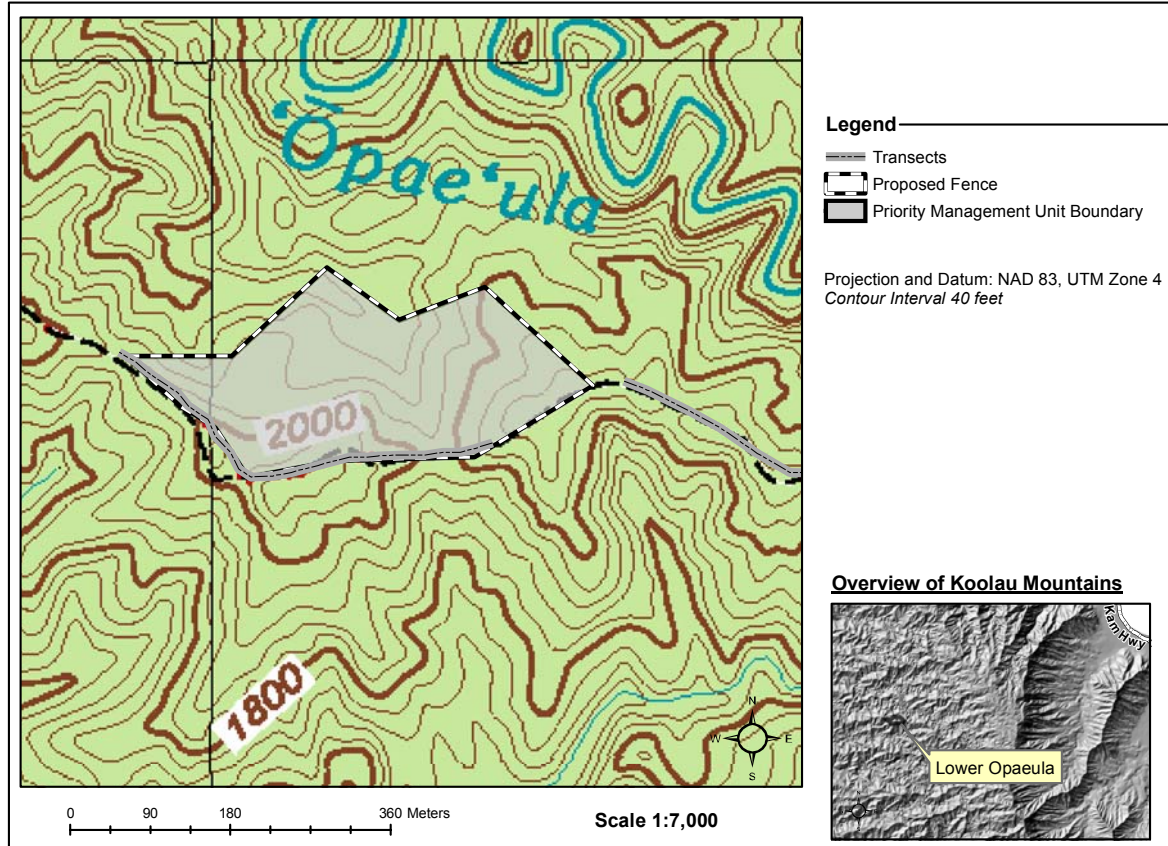 ʻŌpaeʻula
2000
1800
N
W E
S
0 90 180 360 Meters
Scale 1:7,000
Legend
Transects
Proposed Fence
Priority Management Unit Boundary
Projection and Datum: NAD 83, UTM Zone 4
Contour Interval 40 feet
Overview of Koolau Mountains
KamHwy
Lower Opaeula